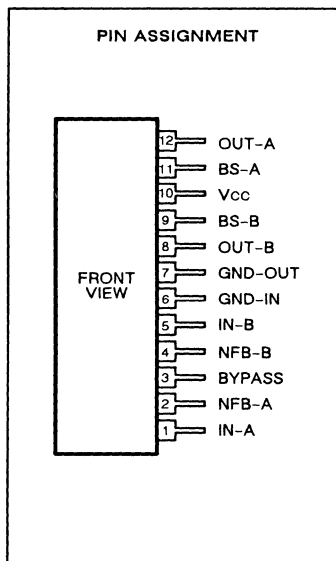 PIN ASSIGNMENT
12 OUT-A
11 BS-A
10 Vcc
9 BS-B
8 OUT-B
7 GND-OUT
FRONT
VIEW
6 GND-IN
5 IN-B
4 NFB-B
3 BYPASS
2 NFB-A
1 IN-A